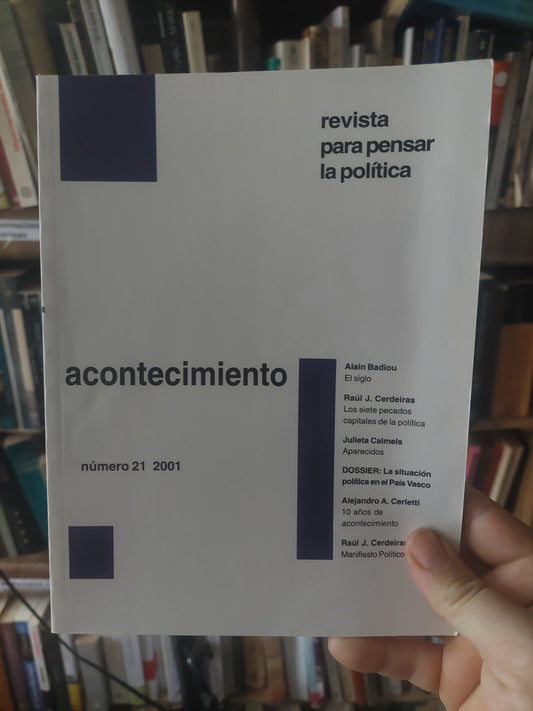 revista
para pensar
la política
acontecimiento
número 21 2001
Alain Badiou
El siglo
Raúl J. Cerdeiras
Los siete pecados
capitales de la política
Julieta Calmels
Aparecidos
DOSSIER: La situación
política en el País Vasco
Alejandro A. Cerletti
10 años de
acontecimiento
Raúl J. Cerdeiras
Manifiesto Político